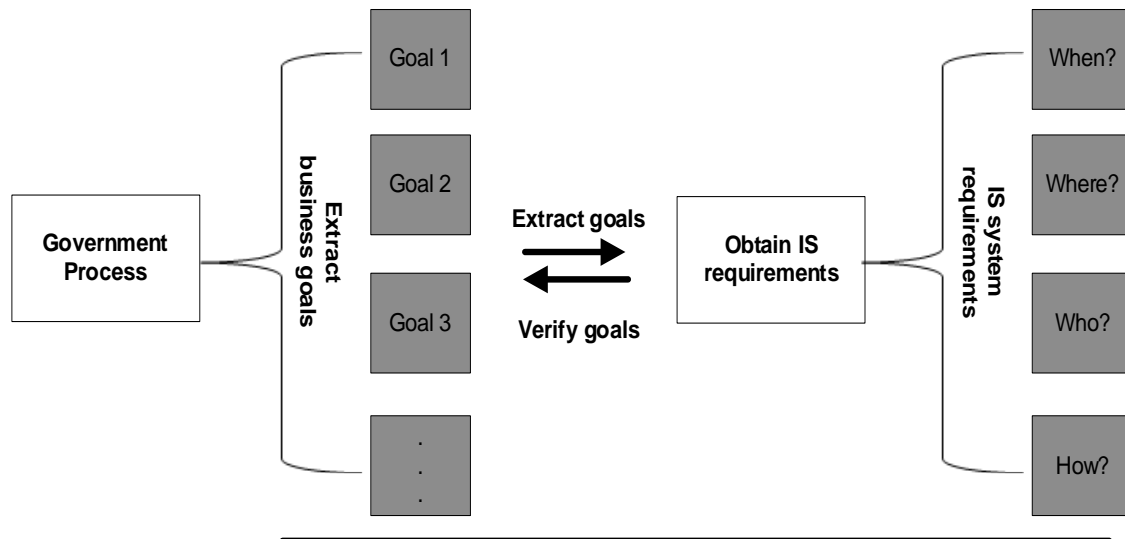 Government
Process
Extract
business goals
Goal 1
Goal 2
Goal 3
.
.
.
Extract goals
Verify goals
Obtain IS
requirements
IS system
requirements
When?
Where?
Who?
How?